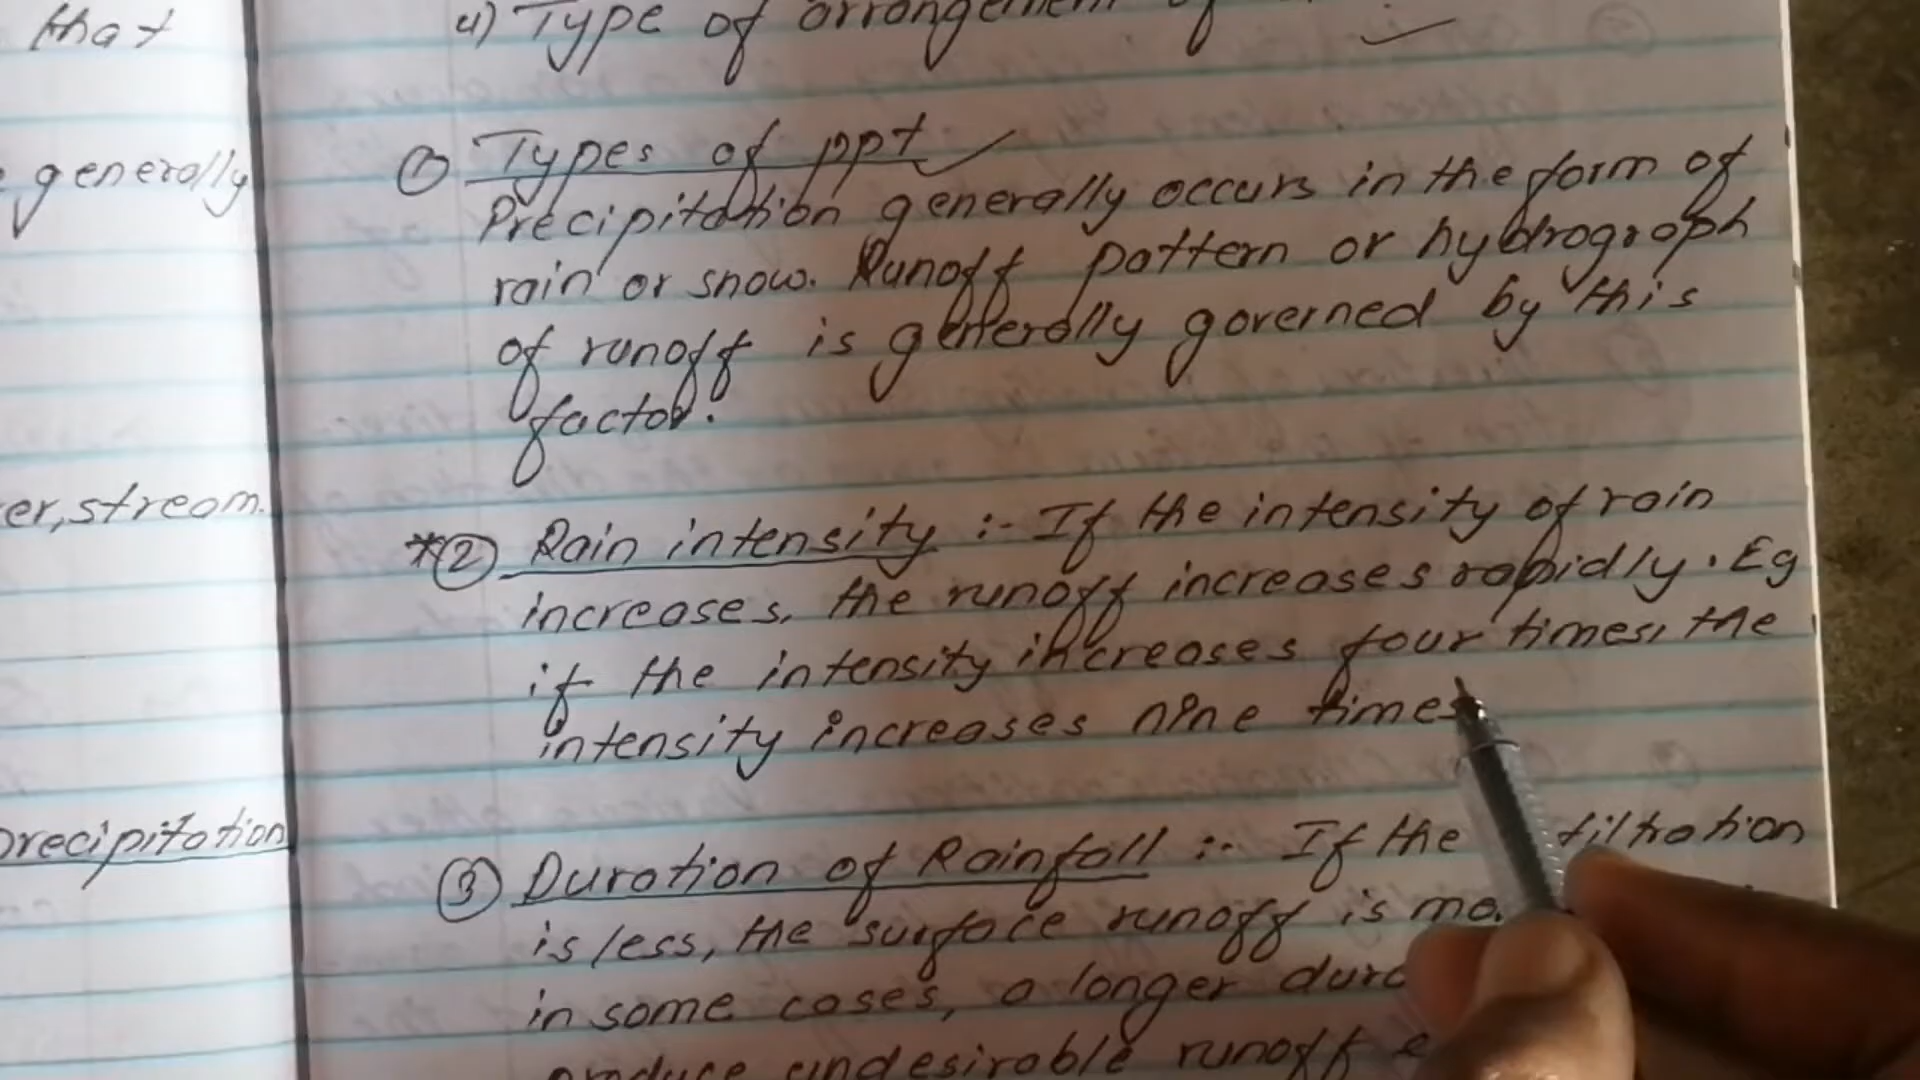 that
generally
er, stream.
precipitation
4) Type of arrangement of
① Types of ppt
Precipitation generally occurs in the form of
rain or snow. Runoff pattern or hydrograph
of runoff is generally governed by this
factor.
*② Rain intensity :- If the intensity of rain
increases, the runoff increases rapidly. Eg
if the intensity increases four times, the
intensity increases nine times
③ Duration of Rainfall :- If the filtration
is less, the surface runoff is
in some cases, a longer
produce undesirable runoff